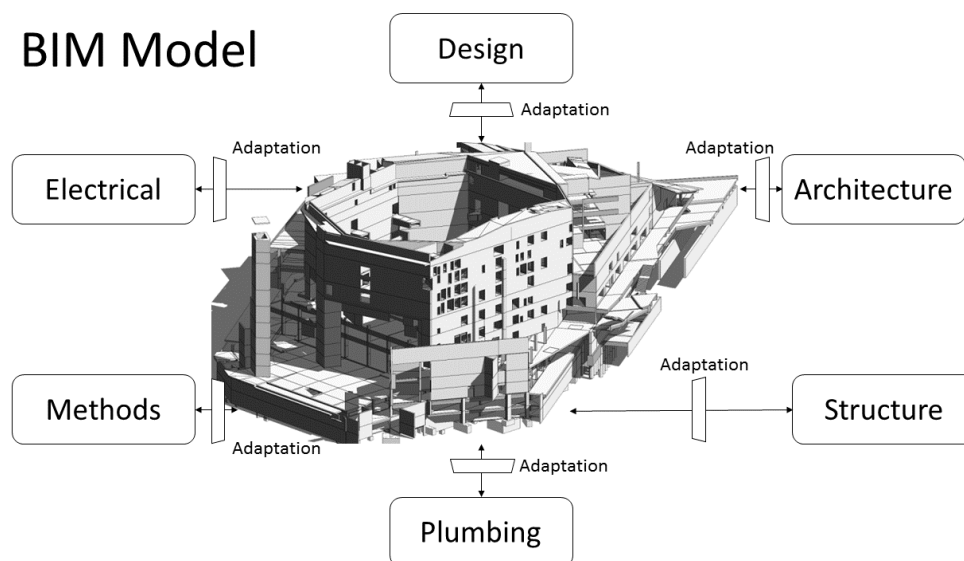 BIM Model
Design
Adaptation
Adaptation
Adaptation
Electrical
Architecture
Adaptation
Methods
Structure
Adaptation
Adaptation
Plumbing